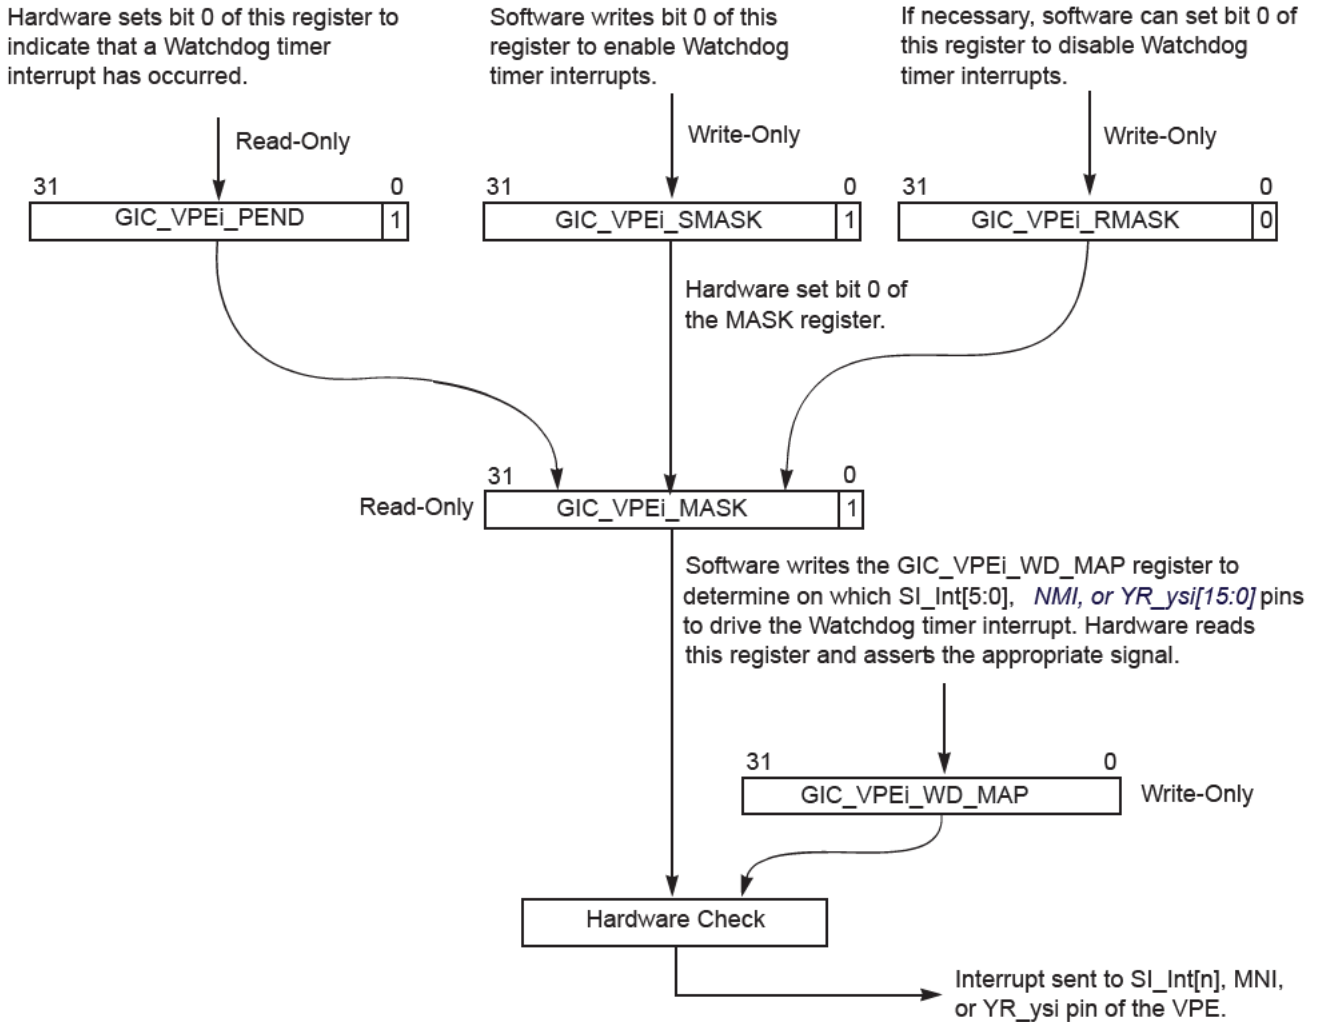 Hardware sets bit 0 of this register to
indicate that a Watchdog timer
interrupt has occurred.
Software writes bit 0 of this
register to enable Watchdog
timer interrupts.
If necessary, software can set bit 0 of
this register to disable Watchdog
timer interrupts.
Read-Only
Write-Only
Write-Only
31 0
GIC_VPEi_PEND 1
31 0
GIC_VPEi_SMASK 1
31 0
GIC_VPEi_RMASK 0
Hardware set bit 0 of
the MASK register.
31 0
Read-Only GIC_VPEi_MASK 1
Software writes the GIC_VPEi_WD_MAP register to
determine on which SI_Int[5:0], NMI, or YR_ysi[15:0] pins
to drive the Watchdog timer interrupt. Hardware reads
this register and asserts the appropriate signal.
31 0
GIC_VPEi_WD_MAP Write-Only
Hardware Check
Interrupt sent to SI_Int[n], MNI,
or YR_ysi pin of the VPE.